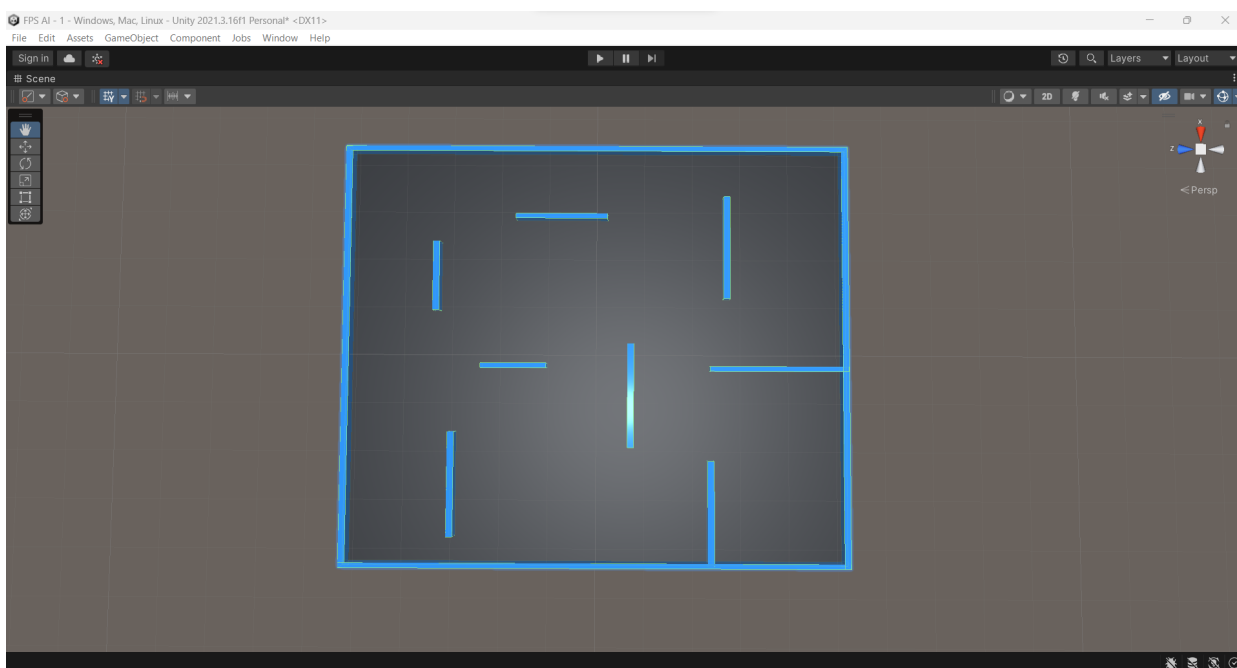 FPS AI - 1 - Windows, Mac, Linux - Unity 2021.3.16f1 Personal* <DX11>
File Edit Assets GameObject Component Jobs Window Help
Sign in Layers Layout
Scene
2D
x
z
Persp